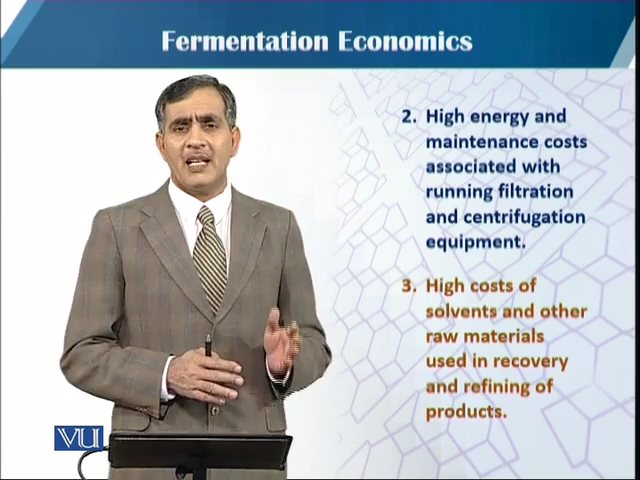 Fermentation Economics
2. High energy and
maintenance costs
associated with
running filtration
and centrifugation
equipment.
3. High costs of
solvents and other
raw materials
used in recovery
and refining of
products.
VU